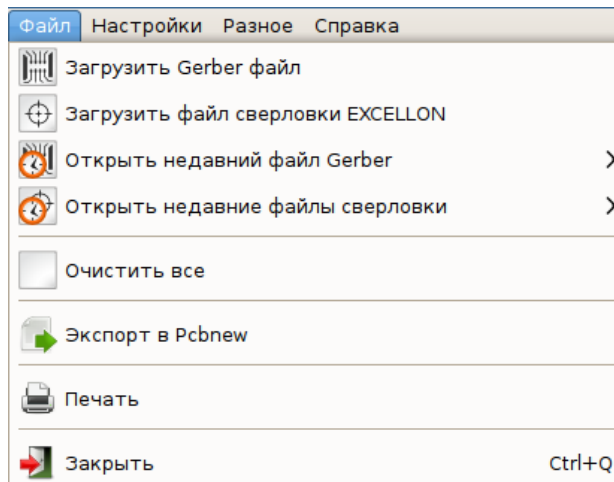 Файл Настройки Разное Справка
Загрузить Gerber файл
Загрузить файл сверловки EXCELLON
Открыть недавний файл Gerber
Открыть недавние файлы сверловки
Очистить все
Экспорт в Pcbnew
Печать
Закрыть Ctrl+Q